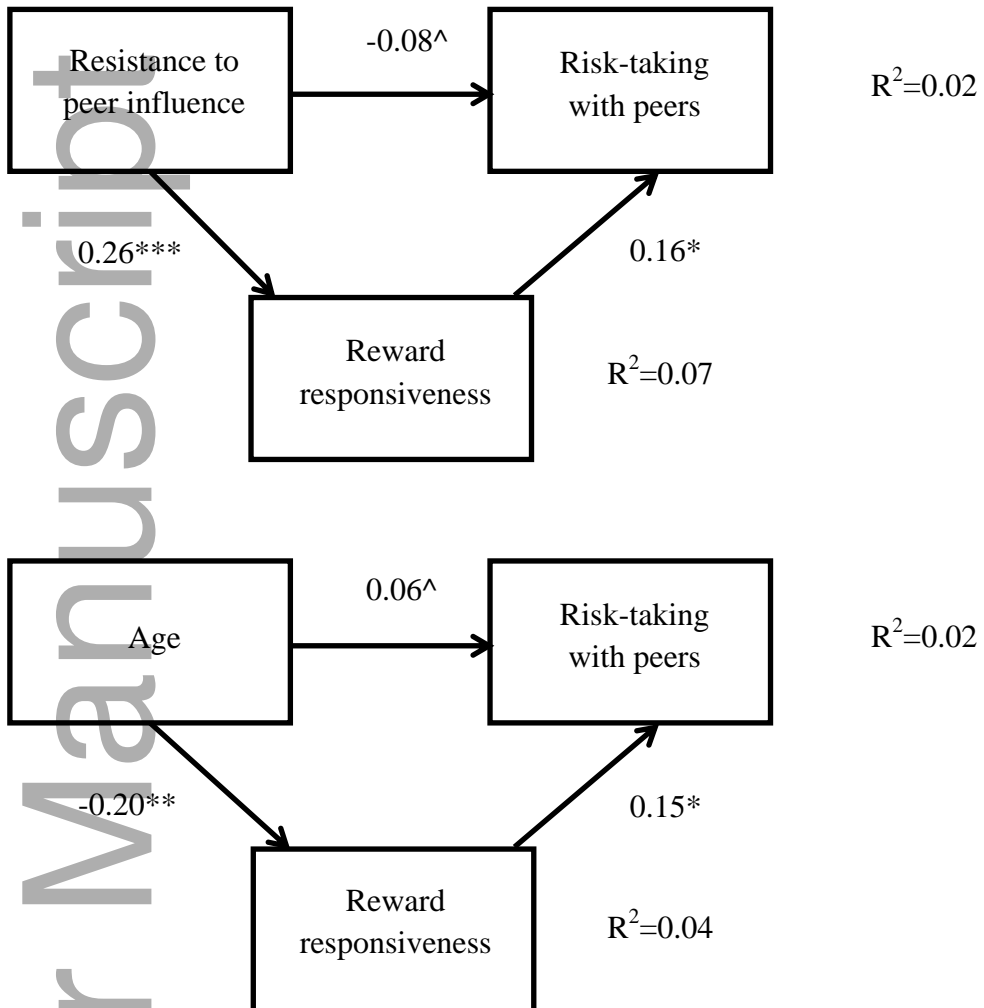 Resistance to
peer influence
-0.08^
Risk-taking
with peers
R²=0.02
0.26***
0.16*
Reward
responsiveness
R²=0.07
Age
0.06^
Risk-taking
with peers
R²=0.02
-0.20**
0.15*
Reward
responsiveness
R²=0.04
r Manuscript